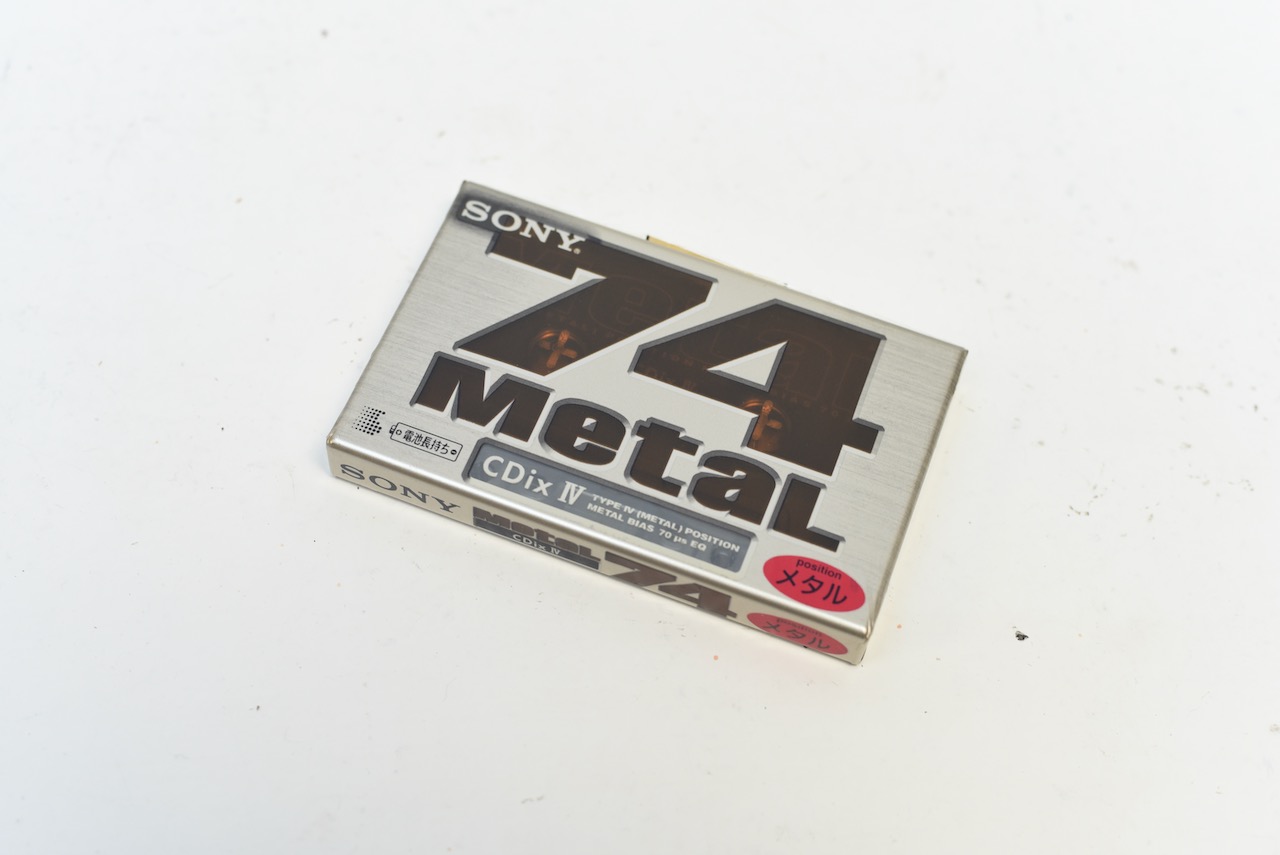 SONY
74
Metal
電池長持ち
CDix IV
TYPE IV (METAL) POSITION
METAL BIAS 70 μs EQ
position
メタル
SONY
Metal
CDix IV
74
position
メタル